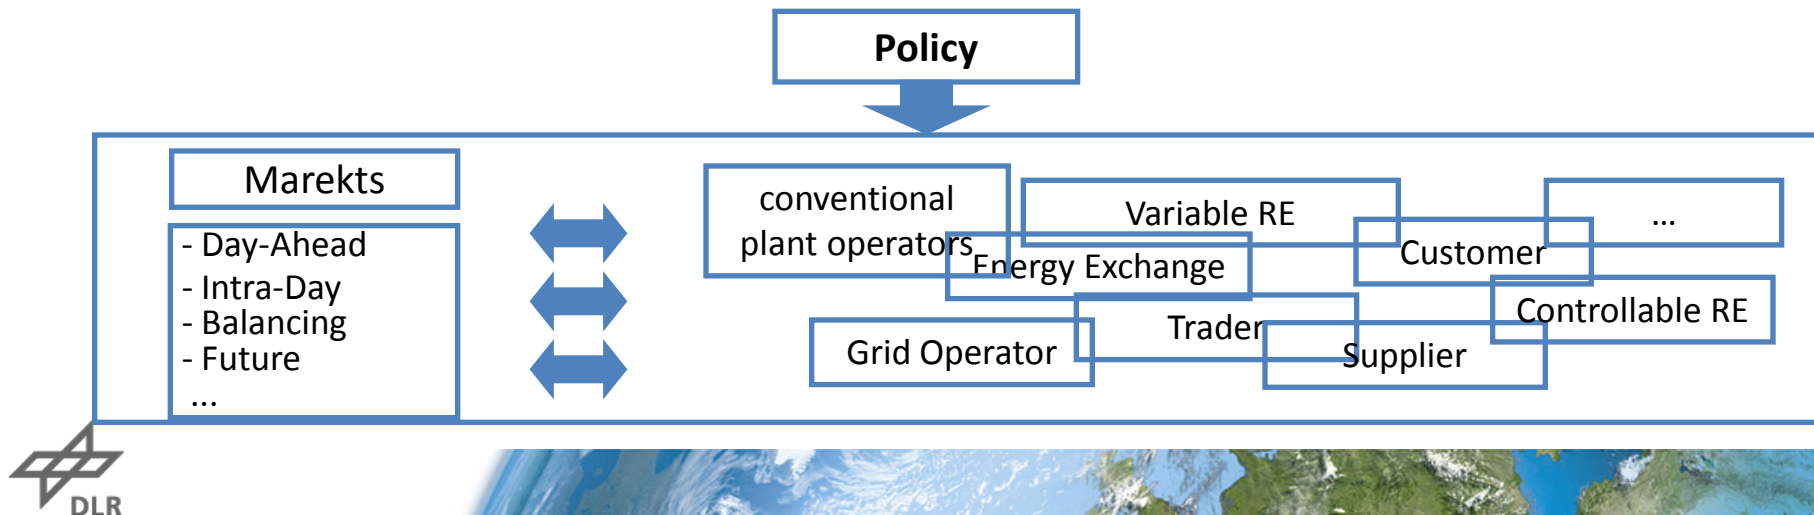 Policy
Marekts
- Day-Ahead
- Intra-Day
- Balancing
- Future
...
conventional
plant operators
Variable RE
...
Energy Exchange
Customer
Controllable RE
Trader
Grid Operator
Supplier
DLR